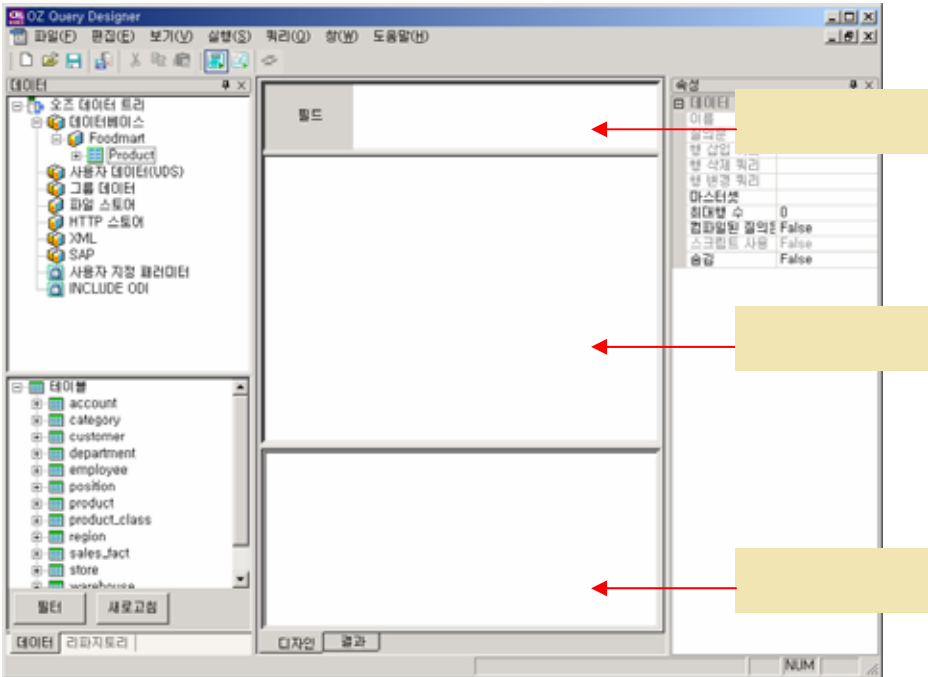 OZ Query Designer
파일(F) 편집(E) 보기(V) 실행(S) 쿼리(Q) 창(W) 도움말(H)
데이터
오즈 데이터 트리
데이터베이스
Foodmart
Product
사용자 데이터(UDS)
그룹 데이터
파일 스토어
HTTP 스토어
XML
SAP
사용자 지정 패러미터
INCLUDE ODI
테이블
account
category
customer
department
employee
position
product
product_class
region
sales_fact
store
warehouse
필터 새로고침
데이터 리파지토리
필드
디자인 결과
속성
데이터
이름
질의문
행 삽입
행 삭제 쿼리
행 변경 쿼리
마스터셋
최대행 수 0
컴파일된 질의문 False
스크립트 사용 False
숨김 False
NUM